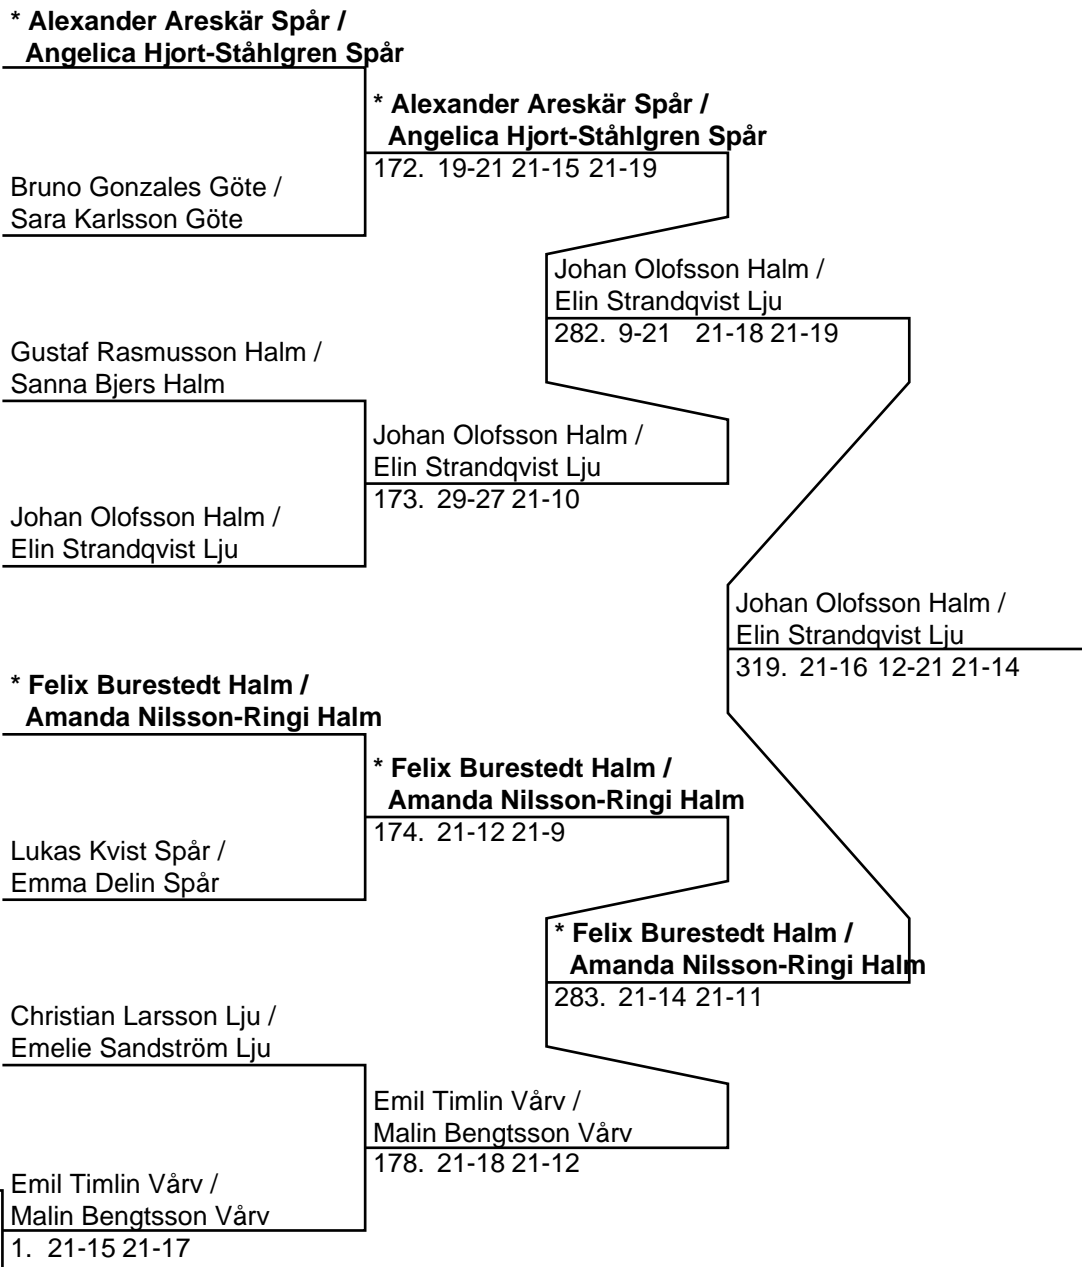 * Alexander Areskär Spår /
Angelica Hjort-Ståhlgren Spår
* Alexander Areskär Spår /
Angelica Hjort-Ståhlgren Spår
172. 19-21 21-15 21-19
Bruno Gonzales Göte /
Sara Karlsson Göte
Johan Olofsson Halm /
Elin Strandqvist Lju
282. 9-21 21-18 21-19
Gustaf Rasmusson Halm /
Sanna Bjers Halm
Johan Olofsson Halm /
Elin Strandqvist Lju
173. 29-27 21-10
Johan Olofsson Halm /
Elin Strandqvist Lju
Johan Olofsson Halm /
Elin Strandqvist Lju
319. 21-16 12-21 21-14
* Felix Burestedt Halm /
Amanda Nilsson-Ringi Halm
* Felix Burestedt Halm /
Amanda Nilsson-Ringi Halm
174. 21-12 21-9
Lukas Kvist Spår /
Emma Delin Spår
* Felix Burestedt Halm /
Amanda Nilsson-Ringi Halm
283. 21-14 21-11
Christian Larsson Lju /
Emelie Sandström Lju
Emil Timlin Vårv /
Malin Bengtsson Vårv
178. 21-18 21-12
Emil Timlin Vårv /
Malin Bengtsson Vårv
1. 21-15 21-17